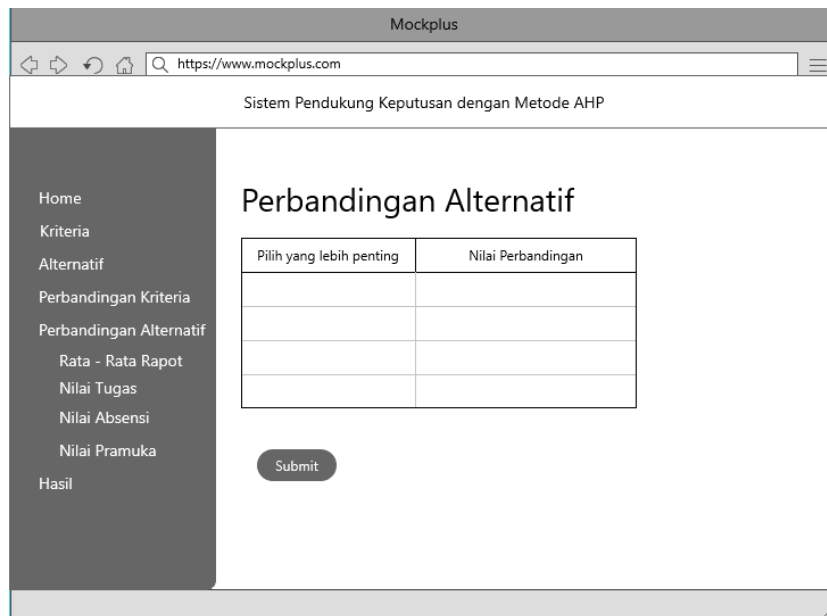 Mockplus
https://www.mockplus.com
Sistem Pendukung Keputusan dengan Metode AHP
Home
Kriteria
Alternatif
Perbandingan Kriteria
Perbandingan Alternatif
Rata - Rata Rapot
Nilai Tugas
Nilai Absensi
Nilai Pramuka
Hasil
Perbandingan Alternatif
Pilih yang lebih penting Nilai Perbandingan
Submit